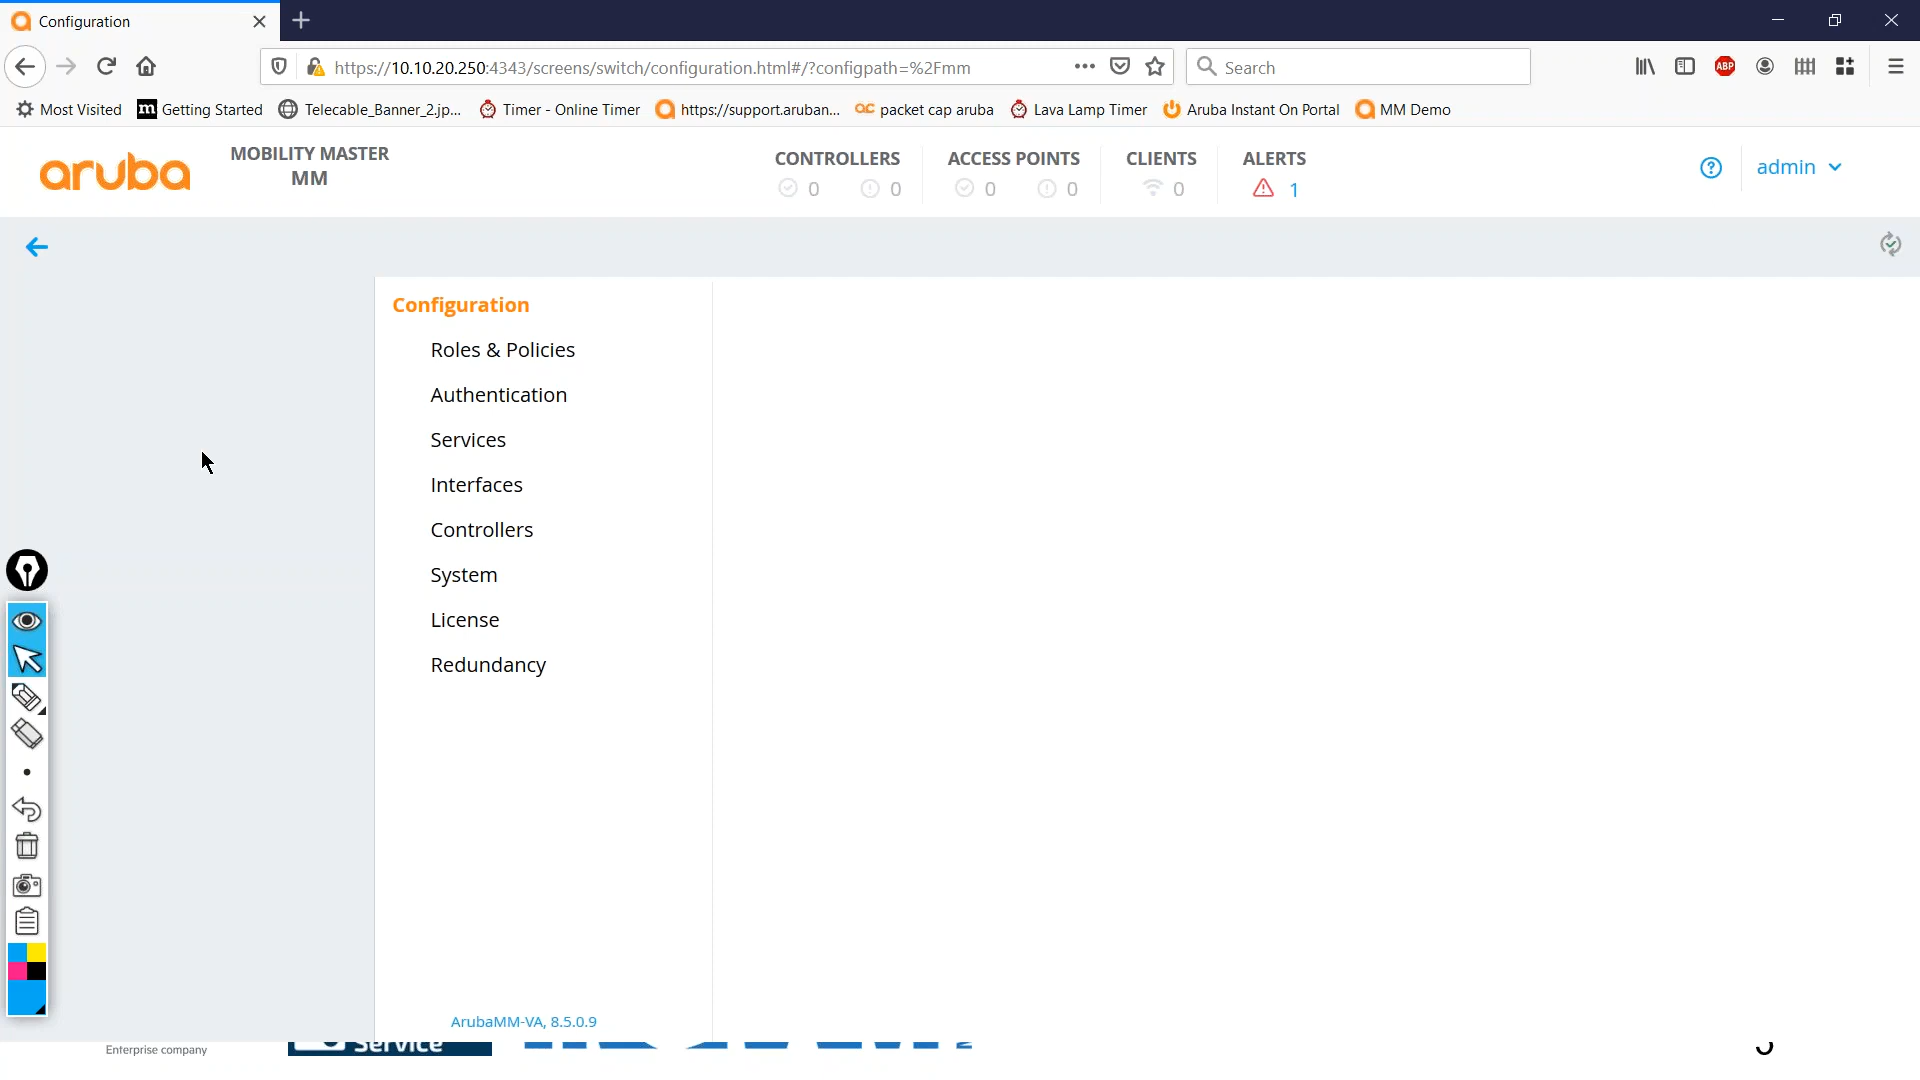 Configuration
https://10.10.20.250:4343/screens/switch/configuration.html#/?configpath=%2Fmm
Search
ABP
Most Visited
Getting Started
Telecable_Banner_2.jp...
Timer - Online Timer
https://support.aruban...
packet cap aruba
Lava Lamp Timer
Aruba Instant On Portal
MM Demo
aruba
MOBILITY MASTER
MM
CONTROLLERS
0 0
ACCESS POINTS
0 0
CLIENTS
0
ALERTS
1
admin
Configuration
Roles & Policies
Authentication
Services
Interfaces
Controllers
System
License
Redundancy
ArubaMM-VA, 8.5.0.9
Enterprise company
Service